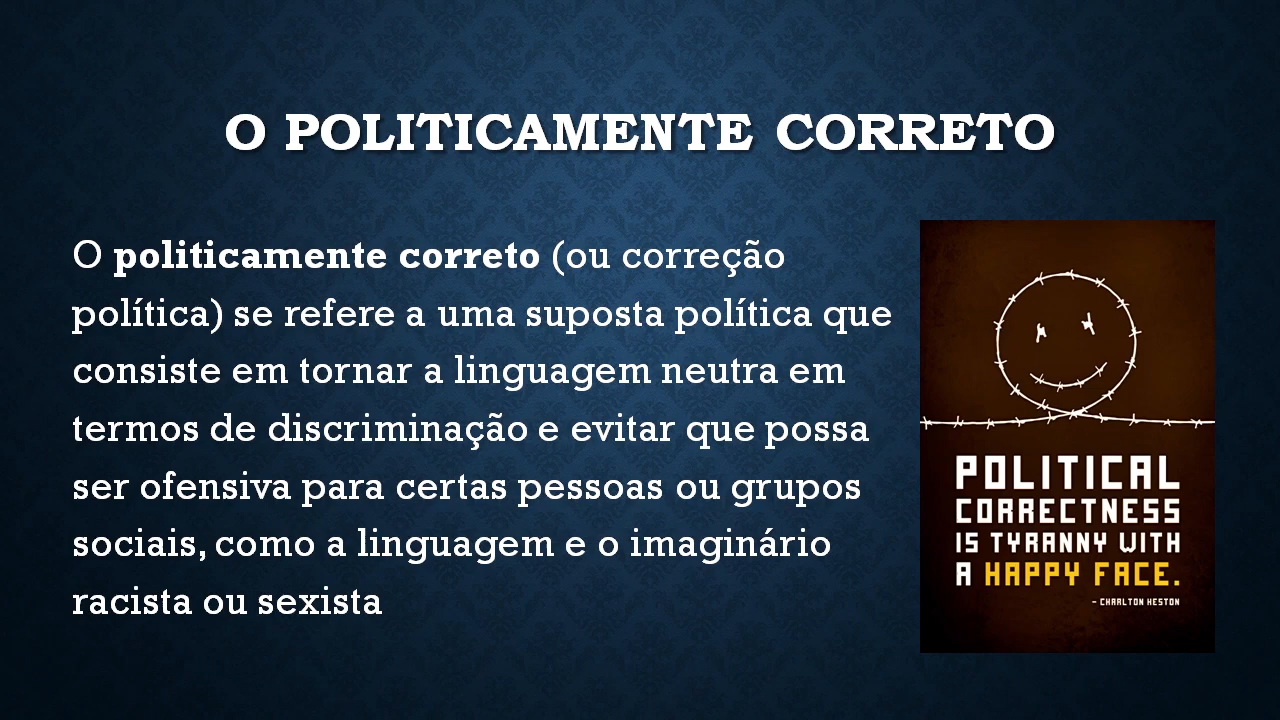 O POLITICAMENTE CORRETO
O politicamente correto (ou correção
política) se refere a uma suposta política que
consiste em tornar a linguagem neutra em
termos de discriminação e evitar que possa
ser ofensiva para certas pessoas ou grupos
sociais, como a linguagem e o imaginário
racista ou sexista
POLITICAL
CORRECTNESS
IS TYRANNY WITH
A HAPPY FACE.
- CHARLTON HESTON